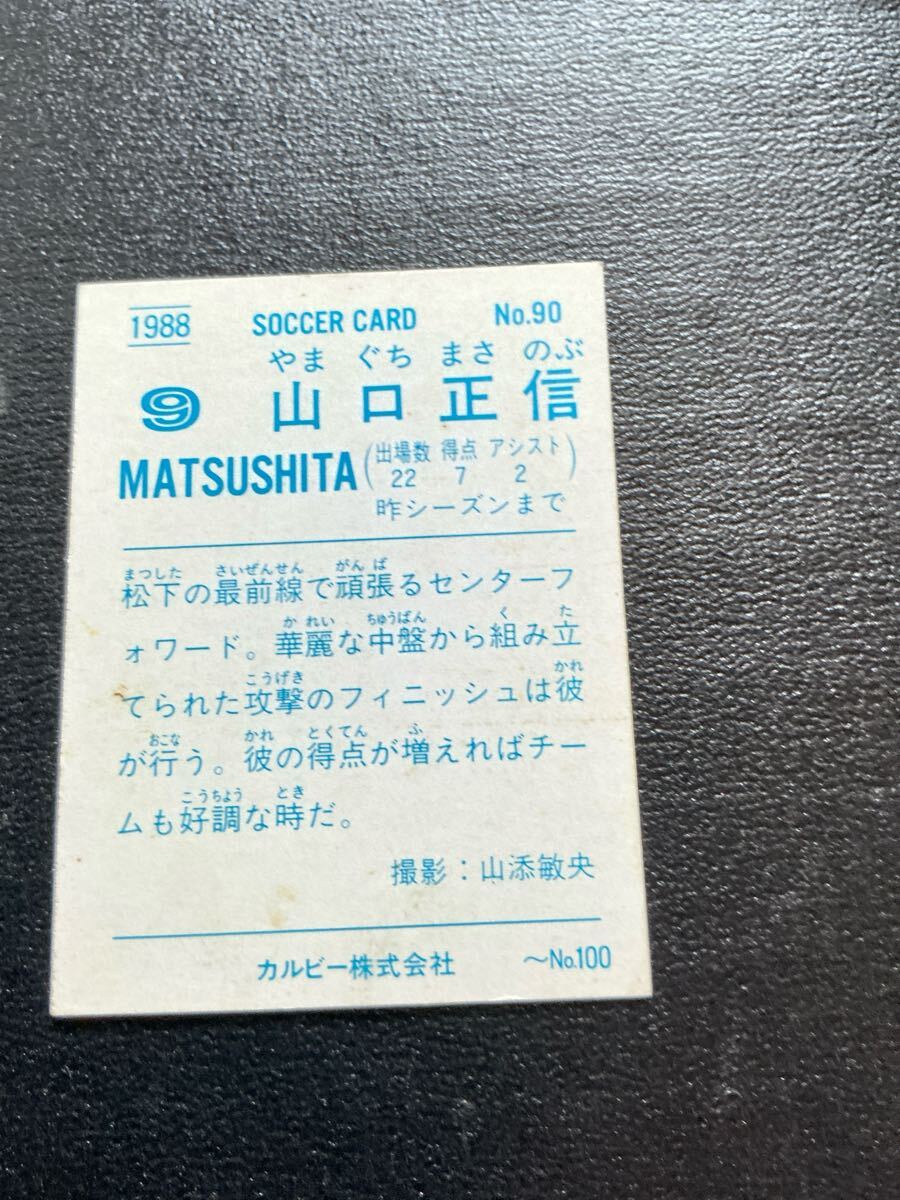 1988 SOCCER CARD No.90
やま ぐち まさ のぶ
9 山口正信
MATSUSHITA (出場数 得点 アシスト
22 7 2)
昨シーズンまで
まつした さいぜんせん がんば
松下の最前線で頑張るセンターフ
かれい ちゅうばん く た
ォワード。華麗な中盤から組み立
こうげき かれ
てられた攻撃のフィニッシュは彼
おこな かれ とくてん ふ
が行う。彼の得点が増えればチー
こうちょう とき
ムも好調な時だ。
撮影：山添敏央
カルビー株式会社 〜No.100